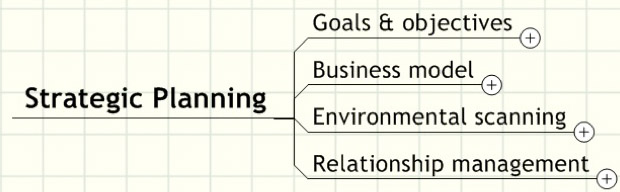 Goals & objectives
Business model
Strategic Planning
Environmental scanning
Relationship management